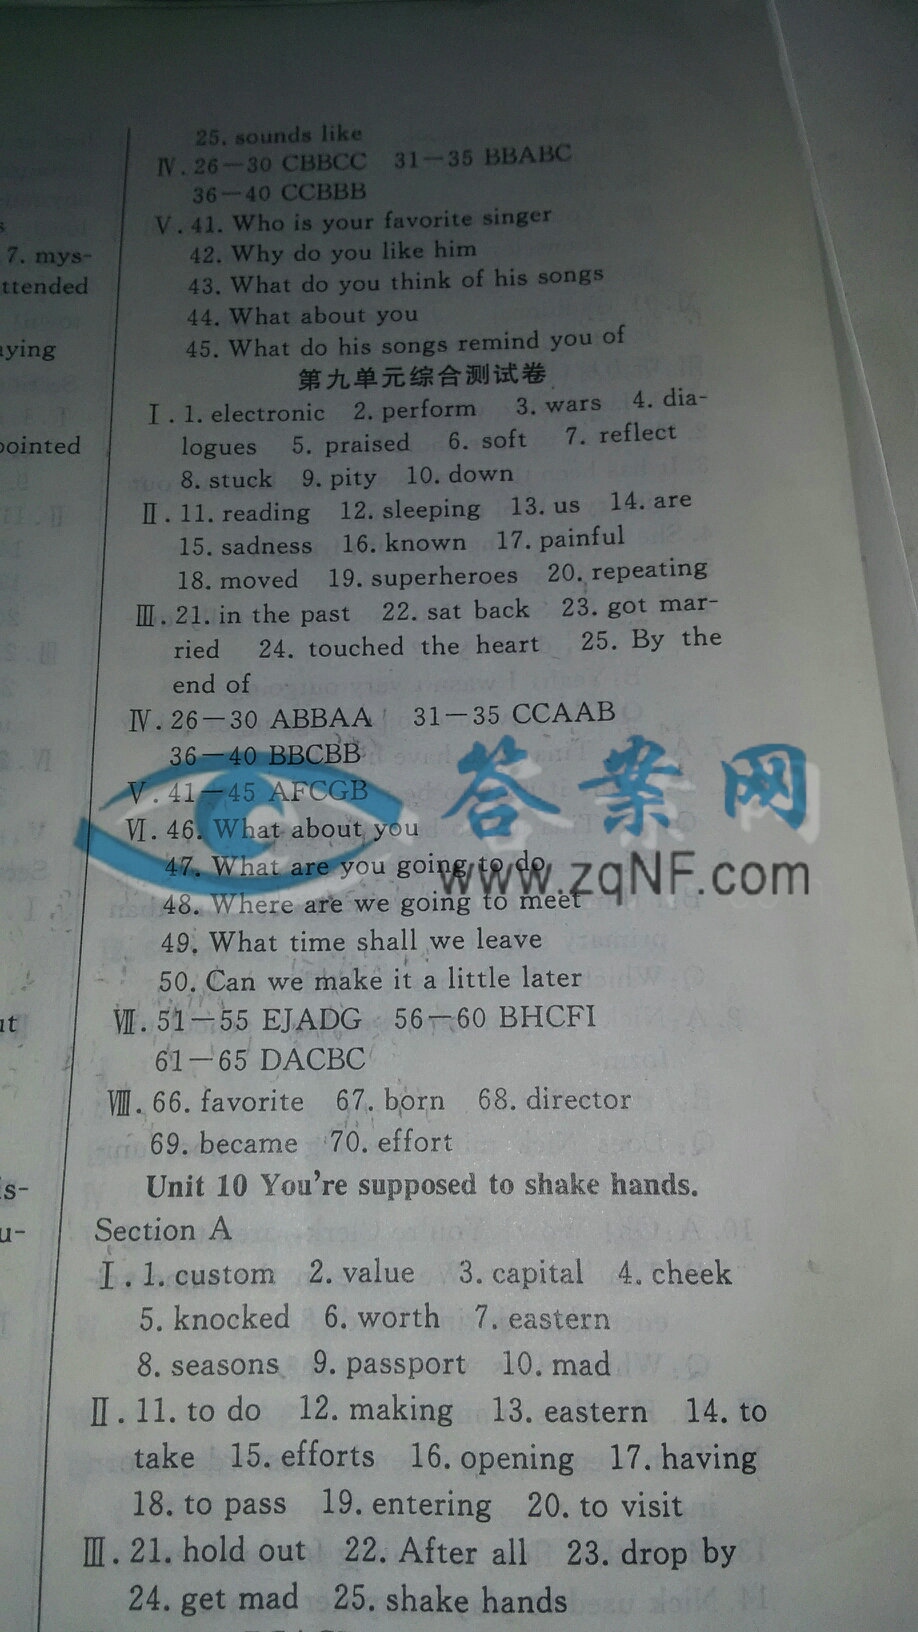 s
7. mys-
ttended
ying
pointed
ut
is-
u-
25. sounds like
Ⅳ. 26—30 CBBCC 31—35 BBABC
36—40 CCBBB
Ⅴ. 41. Who is your favorite singer
42. Why do you like him
43. What do you think of his songs
44. What about you
45. What do his songs remind you of
第九单元综合测试卷
Ⅰ. 1. electronic 2. perform 3. wars 4. dia-
logues 5. praised 6. soft 7. reflect
8. stuck 9. pity 10. down
Ⅱ. 11. reading 12. sleeping 13. us 14. are
15. sadness 16. known 17. painful
18. moved 19. superheroes 20. repeating
Ⅲ. 21. in the past 22. sat back 23. got mar-
ried 24. touched the heart 25. By the
end of
Ⅳ. 26—30 ABBAA 31—35 CCAAB
36—40 BBCBB
Ⅴ. 41—45 AFCGB
Ⅵ. 46. What about you
47. What are you going to do
48. Where are we going to meet
49. What time shall we leave
50. Can we make it a little later
Ⅶ. 51—55 EJADG 56—60 BHCFI
61—65 DACBC
Ⅷ. 66. favorite 67. born 68. director
69. became 70. effort
Unit 10 You're supposed to shake hands.
Section A
Ⅰ. 1. custom 2. value 3. capital 4. cheek
5. knocked 6. worth 7. eastern
8. seasons 9. passport 10. mad
Ⅱ. 11. to do 12. making 13. eastern 14. to
take 15. efforts 16. opening 17. having
18. to pass 19. entering 20. to visit
Ⅲ. 21. hold out 22. After all 23. drop by
24. get mad 25. shake hands
答案网
www.zqNF.com